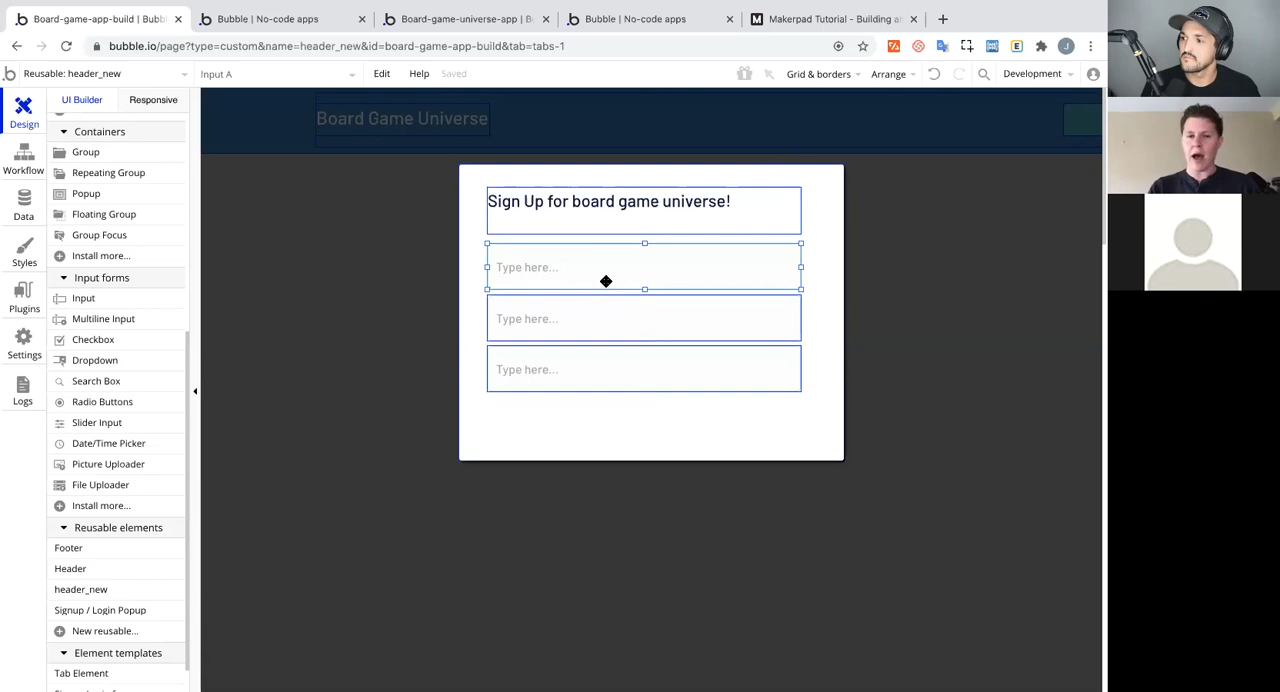 Board-game-app-build | Bubb
Bubble | No-code apps
Board-game-universe-app | Bub
Bubble | No-code apps
Makerpad Tutorial - Building an
bubble.io/page?type=custom&name=header_new&id=board-game-app-build&tab=tabs-1
J
Reusable: header_new
Input A
Edit
Help
Saved
Grid & borders
Arrange
Development
Design
Workflow
Data
Styles
Plugins
Settings
Logs
UI Builder
Responsive
Containers
Group
Repeating Group
Popup
Floating Group
Group Focus
Install more...
Input forms
Input
Multiline Input
Checkbox
Dropdown
Search Box
Radio Buttons
Slider Input
Date/Time Picker
Picture Uploader
File Uploader
Install more...
Reusable elements
Footer
Header
header_new
Signup / Login Popup
New reusable...
Element templates
Tab Element
Board Game Universe
Sign Up for board game universe!
Type here...
Type here...
Type here...